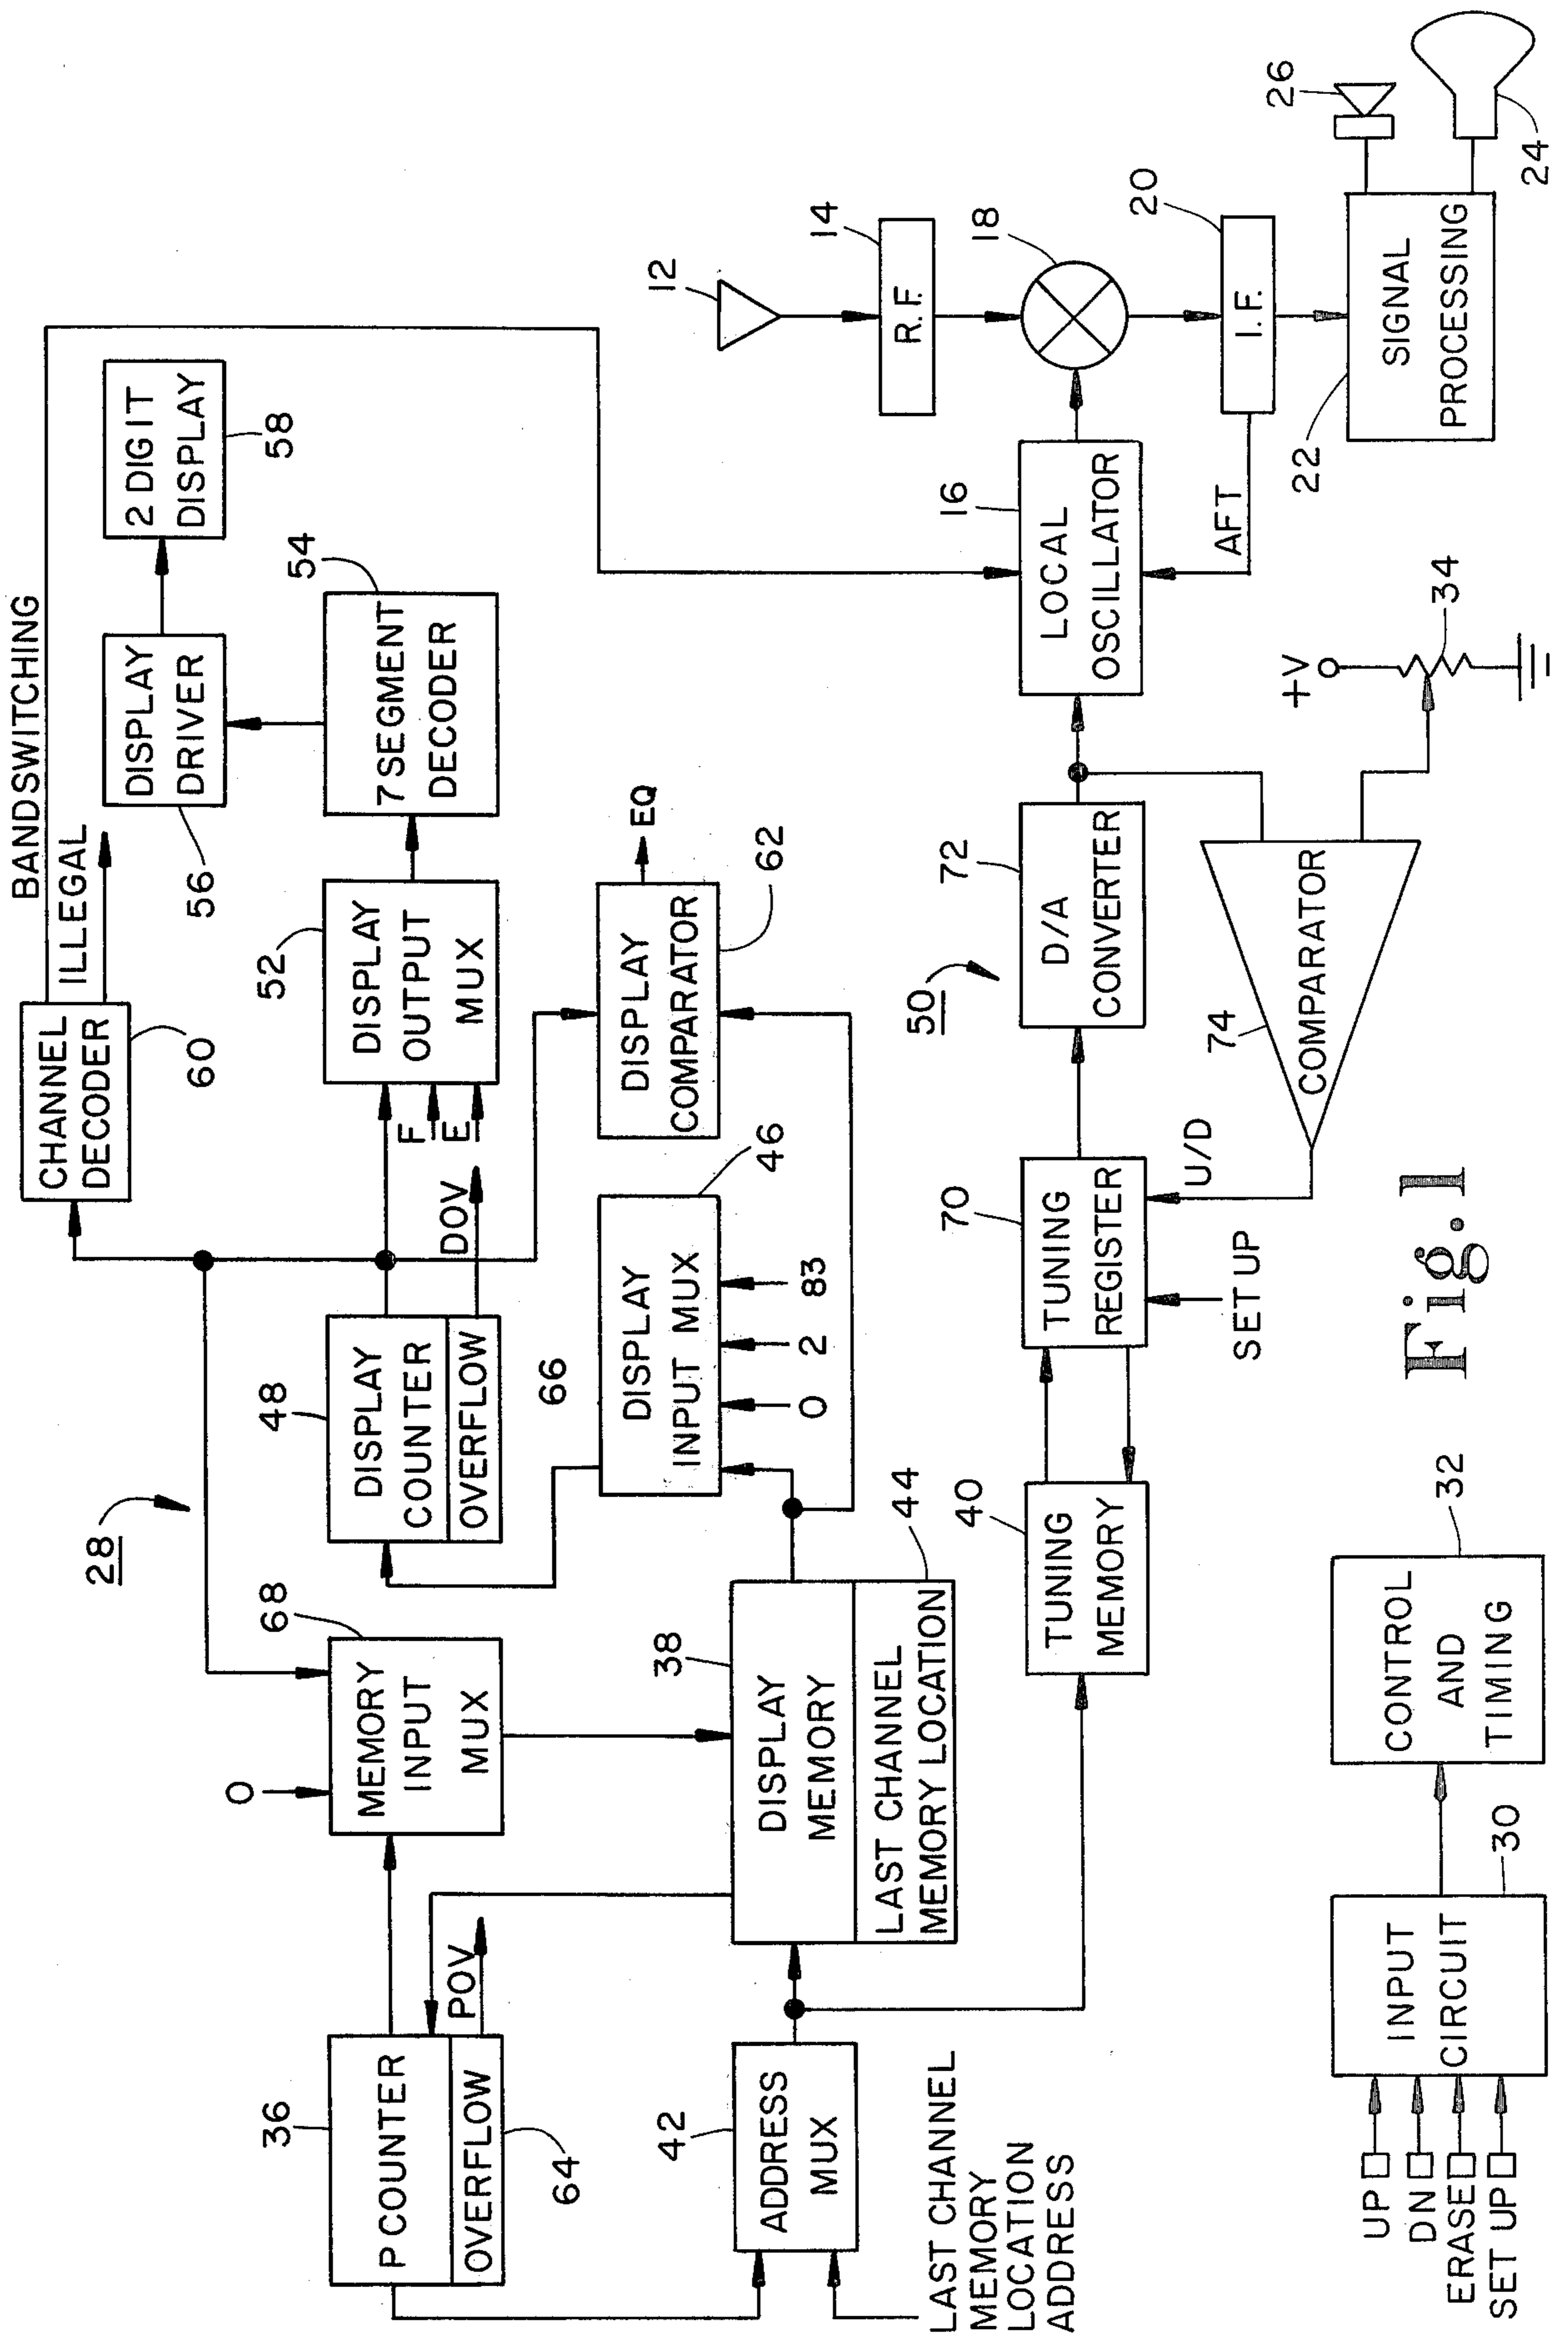 BANDSWITCHING
ILLEGAL
CHANNEL
DECODER
60
2 DIGIT
DISPLAY
58
DISPLAY
DRIVER
56
7 SEGMENT
DECODER
54
DISPLAY
OUTPUT
MUX
52
F
E
DOV
DISPLAY
COUNTER
OVERFLOW
48
66
28
0
MEMORY
INPUT
MUX
68
P COUNTER
OVERFLOW
36
64
POV
DISPLAY
COMPARATOR
62
EQ
DISPLAY
INPUT MUX
46
0
2
83
DISPLAY
MEMORY
38
LAST CHANNEL
MEMORY LOCATION
44
ADDRESS
MUX
42
LAST CHANNEL
MEMORY
LOCATION
ADDRESS
12
R.F.
14
18
I.F.
20
AFT
LOCAL
OSCILLATOR
16
SIGNAL
PROCESSING
22
26
24
D/A
CONVERTER
72
50
TUNING
REGISTER
70
SET UP
U/D
COMPARATOR
74
+V
34
TUNING
MEMORY
40
CONTROL
AND
TIMING
32
INPUT
CIRCUIT
30
UP
DN
ERASE
SET UP
Fig. 1